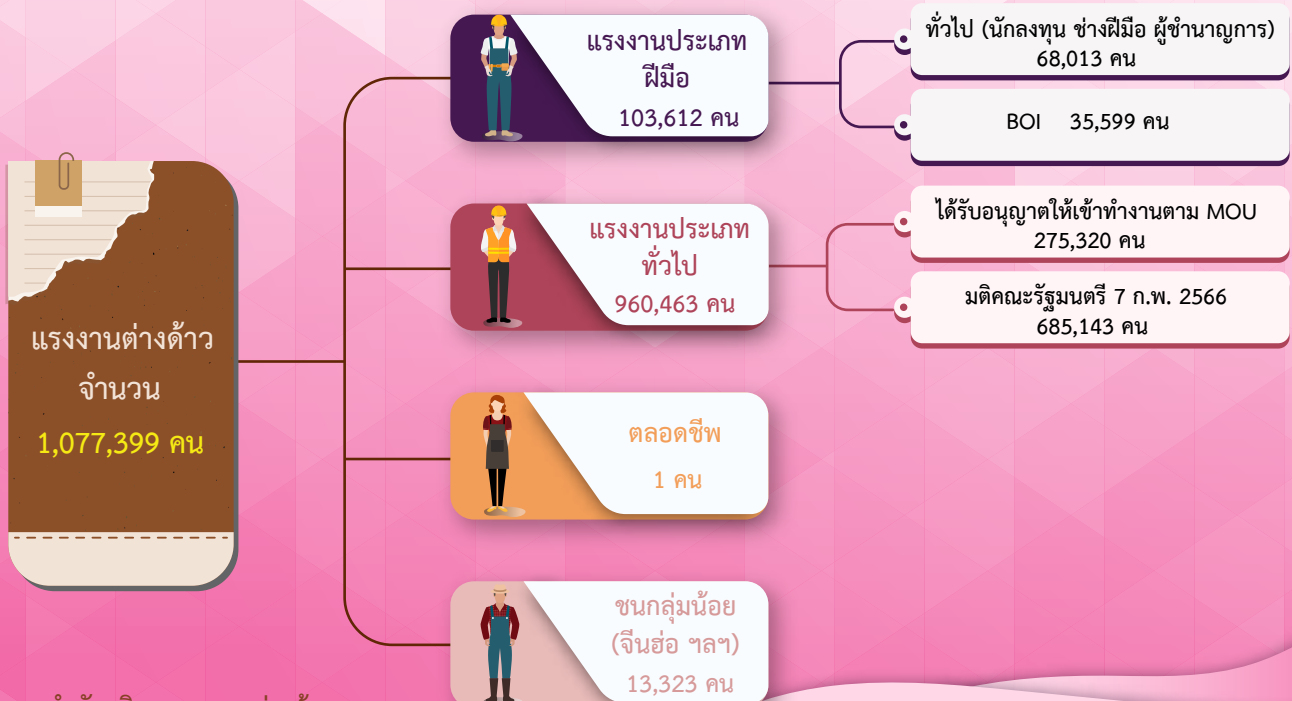 แรงงานต่างด้าว
จำนวน
1,077,399 คน
แรงงานประเภท
ฝีมือ
103,612 คน
ทั่วไป (นักลงทุน ช่างฝีมือ ผู้ชำนาญการ)
68,013 คน
BOI 35,599 คน
แรงงานประเภท
ทั่วไป
960,463 คน
ได้รับอนุญาตให้เข้าทำงานตาม MOU
275,320 คน
มติคณะรัฐมนตรี 7 ก.พ. 2566
685,143 คน
ตลอดชีพ
1 คน
ชนกลุ่มน้อย
(จีนฮ่อ ฯลฯ)
13,323 คน